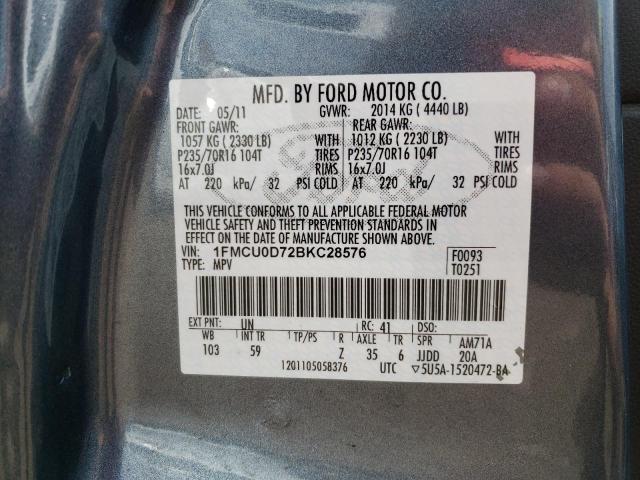 MFD. BY FORD MOTOR CO.
DATE: 05/11 GVWR: 2014 KG ( 4440 LB)
FRONT GAWR: REAR GAWR:
1057 KG ( 2330 LB) 1012 KG ( 2230 LB) WITH
P235/70R16 104T TIRES P235/70R16 104T TIRES
16x7.0J RIMS 16x7.0J RIMS
AT 220 kPa/ 32 PSI COLD AT 220 kPa/ 32 PSI COLD
THIS VEHICLE CONFORMS TO ALL APPLICABLE FEDERAL MOTOR
VEHICLE SAFETY AND THEFT PREVENTION STANDARDS IN
EFFECT ON THE DATE OF MANUFACTURE SHOWN ABOVE.
VIN: 1FMCU0D72BKC28576 F0093
TYPE: MPV T0251
EXT PNT: UN RC: 41 DSO:
WB INT TR TP/PS R AXLE TR SPR AM71A
103 59 Z 35 6 JJDD 20A
1201105058376 UTC ▽5U5A-1520472-BA